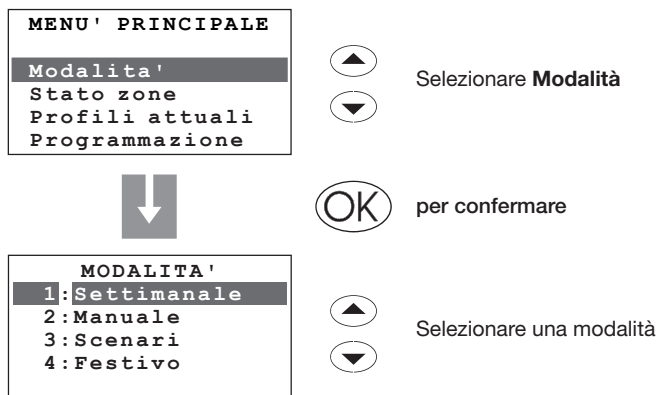 MENU' PRINCIPALE
Modalita'
Stato zone
Profili attuali
Programmazione
Selezionare Modalità
OK
per confermare
MODALITA'
1:Settimanale
2:Manuale
3:Scenari
4:Festivo
Selezionare una modalità